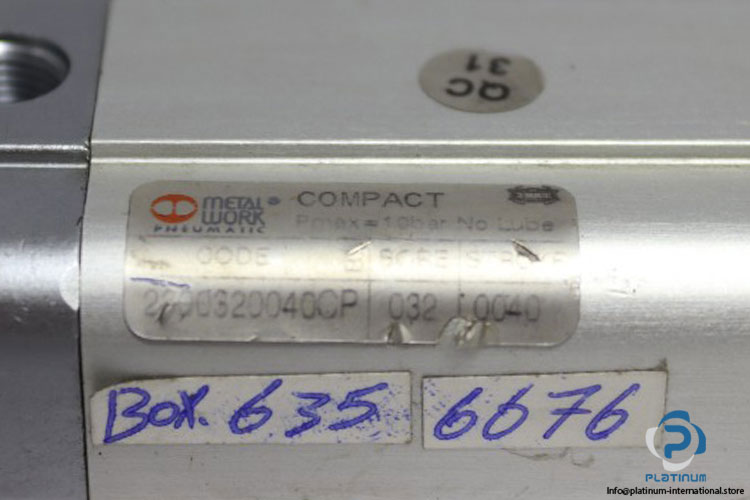 QC
31
METAL® COMPACT
WORK Pmax=10bar No Lube
PNEUMATIC
CODE BORE
032 0040
BOX. 635 6676
PLATINUM
Info@platinum-international.store